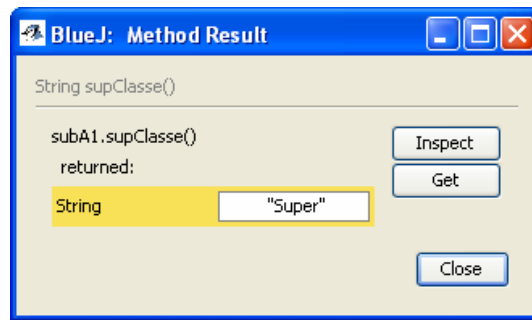 BlueJ: Method Result
String supClasse()
subA1.supClasse()
returned:
String "Super"
Inspect
Get
Close